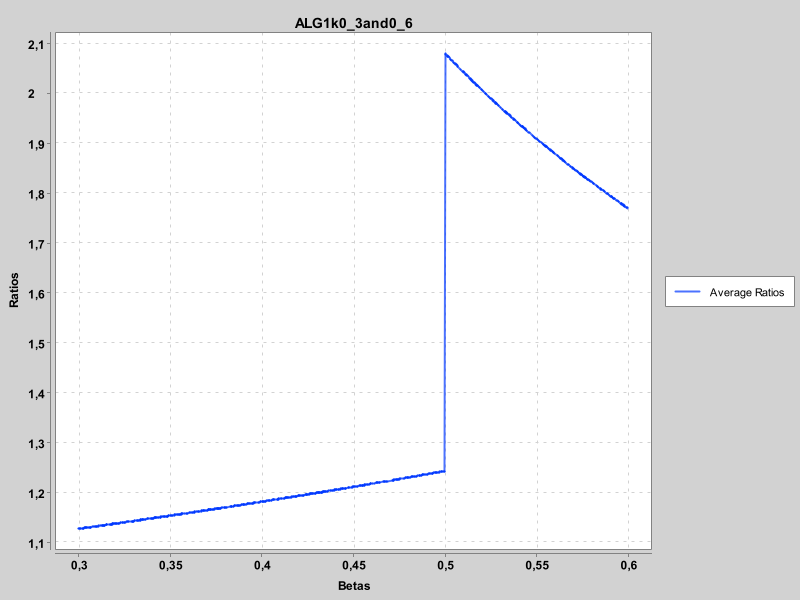 ALG1k0_3and0_6
2,1
2
1,9
1,8
1,7
1,6
1,5
1,4
1,3
1,2
1,1
Ratios
0,3 0,35 0,4 0,45 0,5 0,55 0,6
Betas
Average Ratios